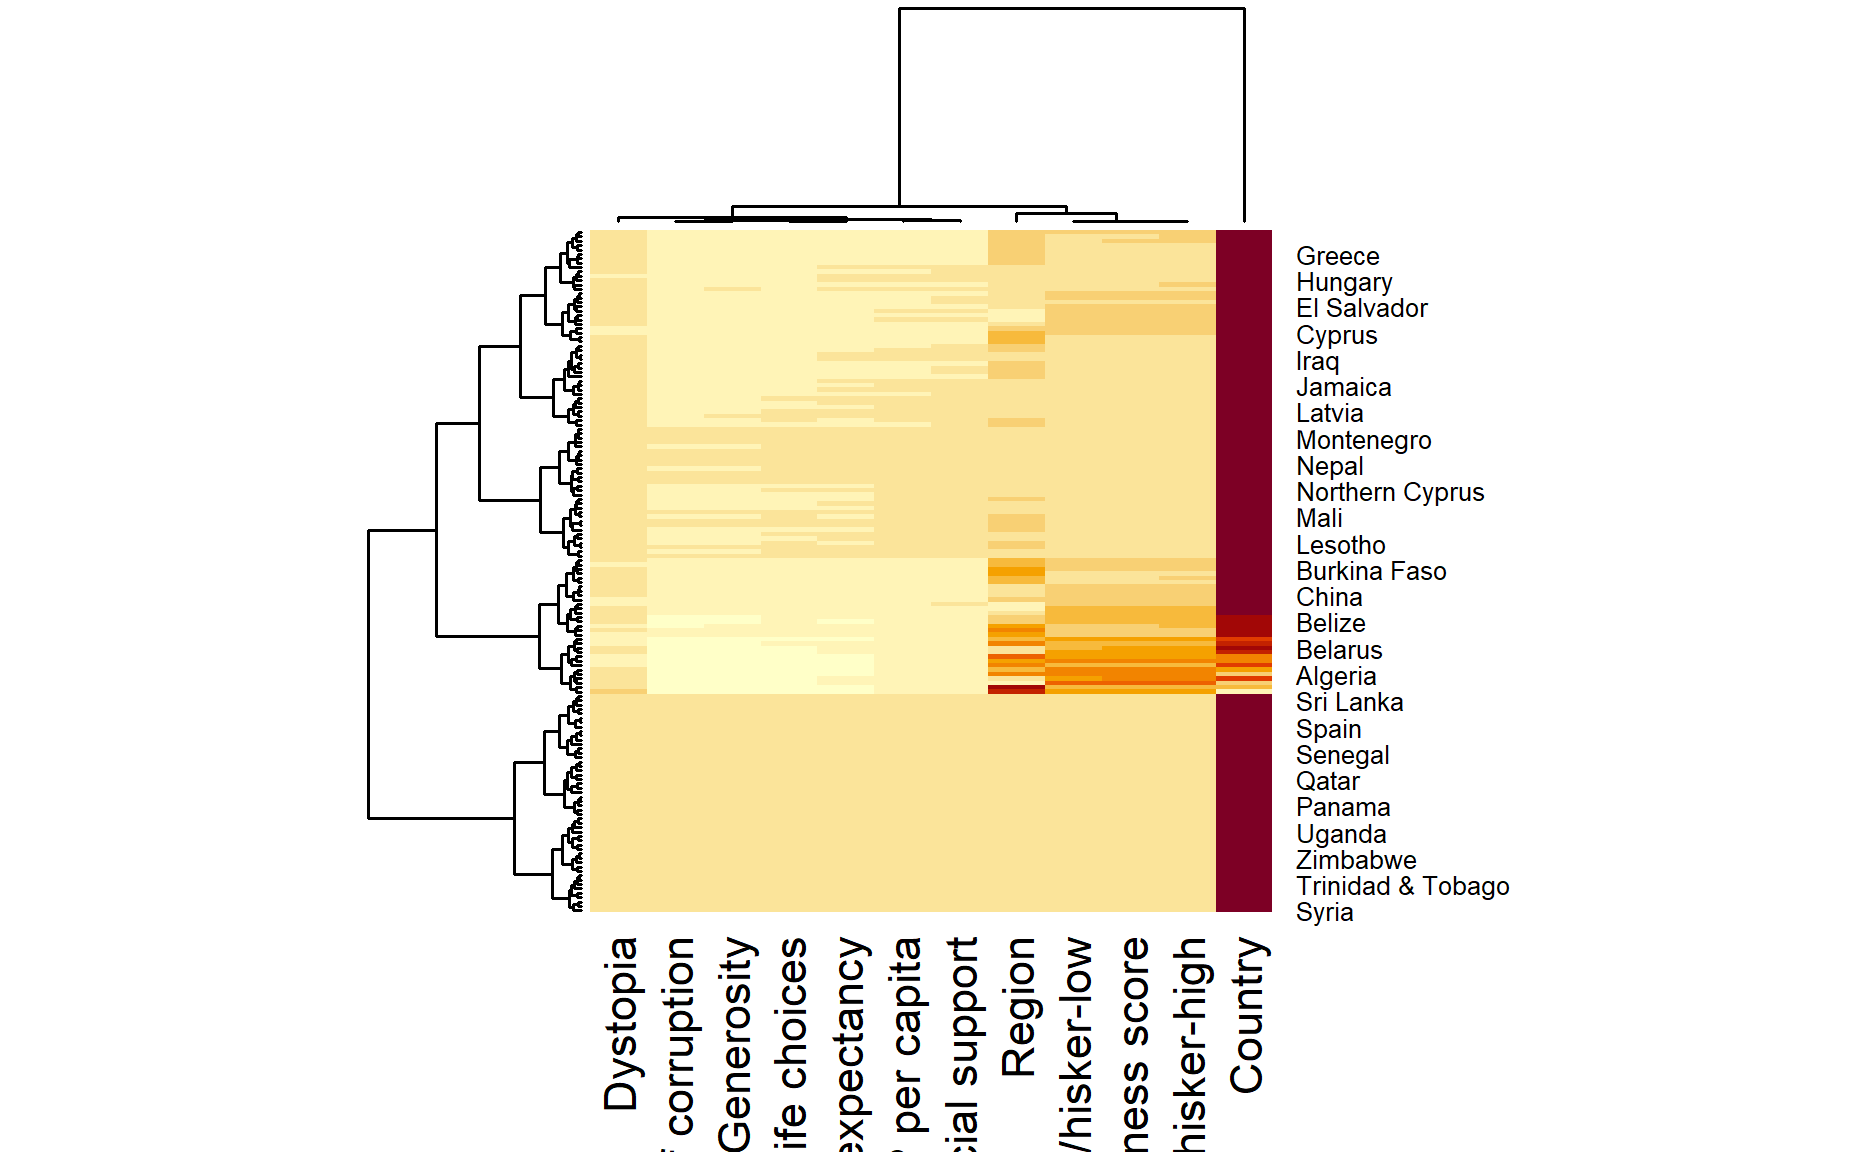 Greece
Hungary
El Salvador
Cyprus
Iraq
Jamaica
Latvia
Montenegro
Nepal
Northern Cyprus
Mali
Lesotho
Burkina Faso
China
Belize
Belarus
Algeria
Sri Lanka
Spain
Senegal
Qatar
Panama
Uganda
Zimbabwe
Trinidad & Tobago
Syria
Dystopia
corruption
Generosity
ife choices
expectancy
per capita
cial support
Region
hisker-low
ness score
hisker-high
Country